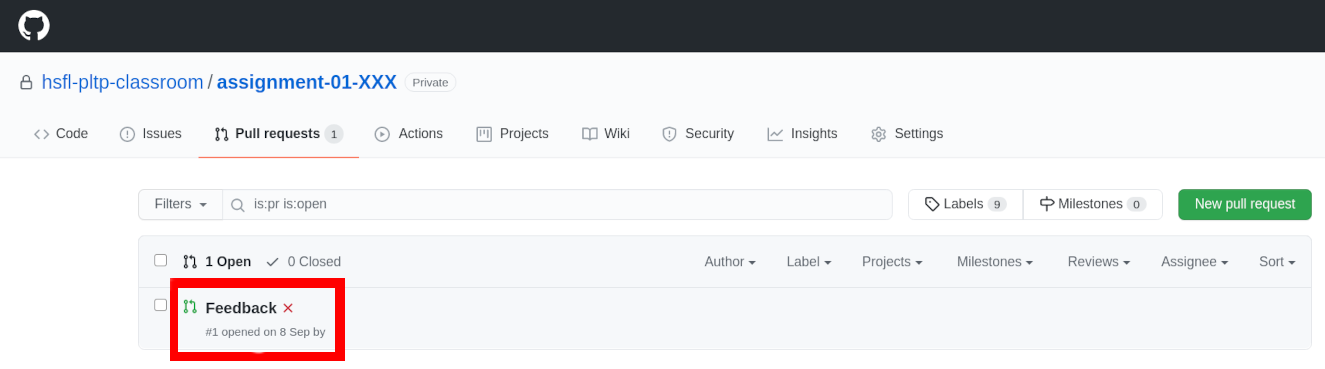 hsfl-pltp-classroom / assignment-01-XXX Private
Code Issues Pull requests 1 Actions Projects Wiki Security Insights Settings
Filters is:pr is:open Labels 9 Milestones 0 New pull request
1 Open 0 Closed Author Label Projects Milestones Reviews Assignee Sort
Feedback
#1 opened on 8 Sep by